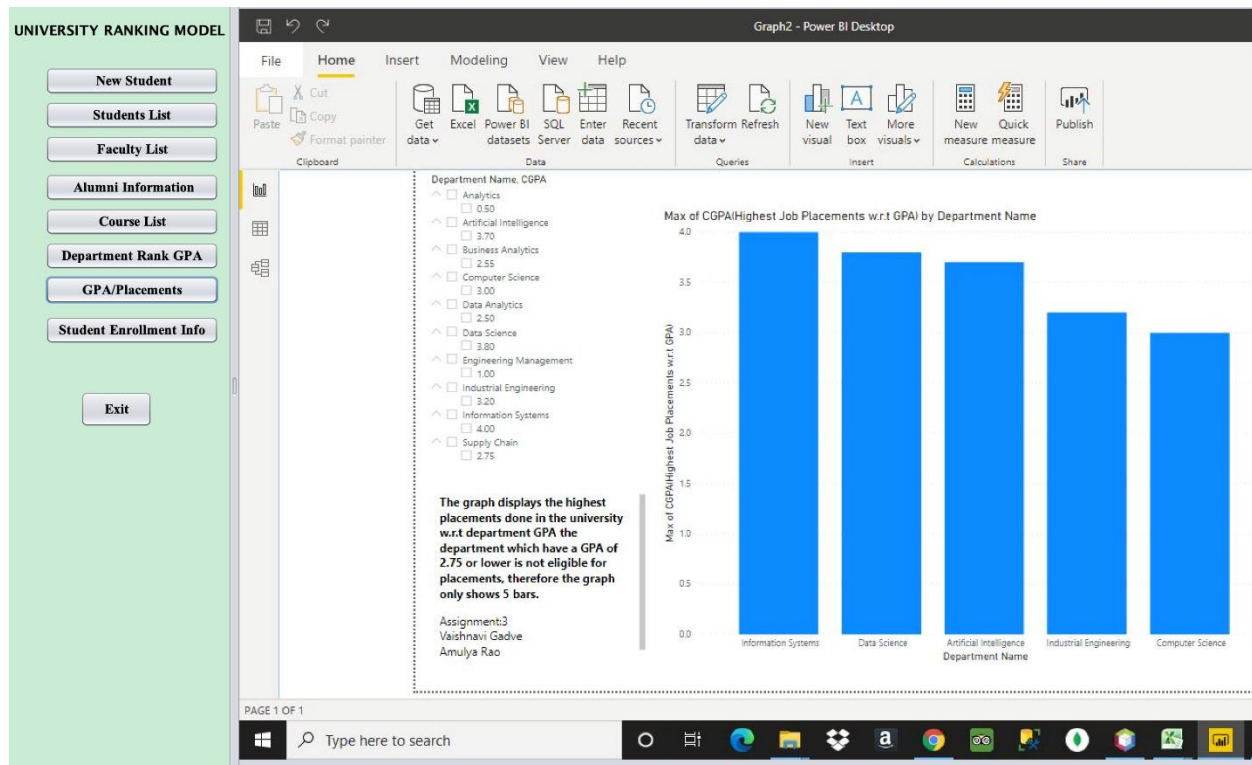 UNIVERSITY RANKING MODEL
New Student
Students List
Faculty List
Alumni Information
Course List
Department Rank GPA
GPA/Placements
Student Enrollment Info
Exit
Graph2 - Power BI Desktop
File Home Insert Modeling View Help
Paste
Cut
Copy
Format painter
Clipboard
Get data
Excel
Power BI datasets
SQL Server
Enter data
Recent sources
Data
Transform data
Refresh
Queries
New visual
Text box
More visuals
Insert
New measure
Quick measure
Calculations
Publish
Share
Department Name, CGPA
Analytics
0.50
Artificial Intelligence
3.70
Business Analytics
2.55
Computer Science
3.00
Data Analytics
2.50
Data Science
3.80
Engineering Management
1.00
Industrial Engineering
3.20
Information Systems
4.00
Supply Chain
2.75
The graph displays the highest
placements done in the university
w.r.t department GPA the
department which have a GPA of
2.75 or lower is not eligible for
placements, therefore the graph
only shows 5 bars.
Assignment:3
Vaishnavi Gadve
Amulya Rao
Max of CGPA(Highest Job Placements w.r.t GPA) by Department Name
Max of CGPA(Highest Job Placements w.r.t GPA)
4.0
3.5
3.0
2.5
2.0
1.5
1.0
0.5
0.0
Information Systems Data Science Artificial Intelligence Industrial Engineering Computer Science
Department Name
PAGE 1 OF 1
Type here to search